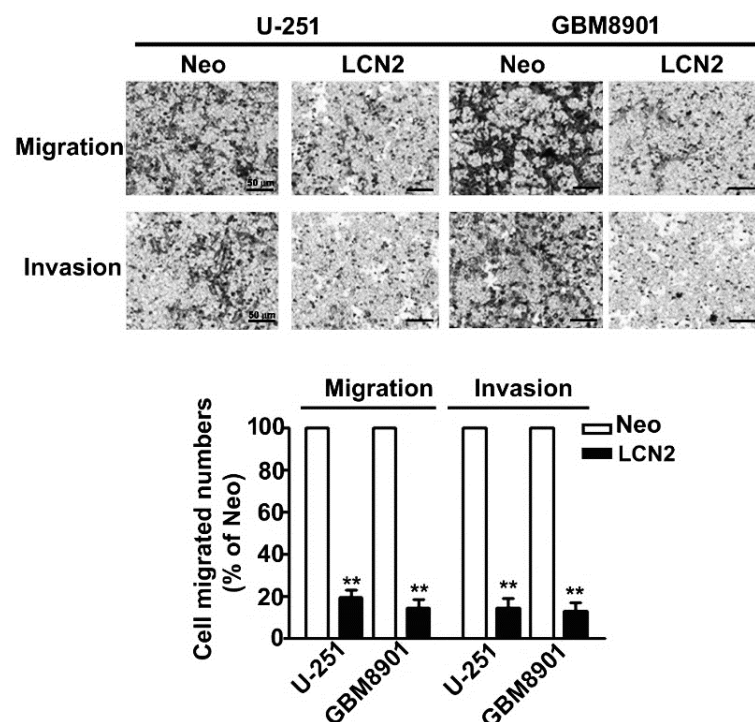 U-251 GBM8901
Neo LCN2 Neo LCN2
Migration
50 μm
Invasion
50 μm
Migration Invasion
Cell migrated numbers
(% of Neo)
100
80
60
40
20
0
** ** ** **
Neo
LCN2
U-251 GBM8901 U-251 GBM8901